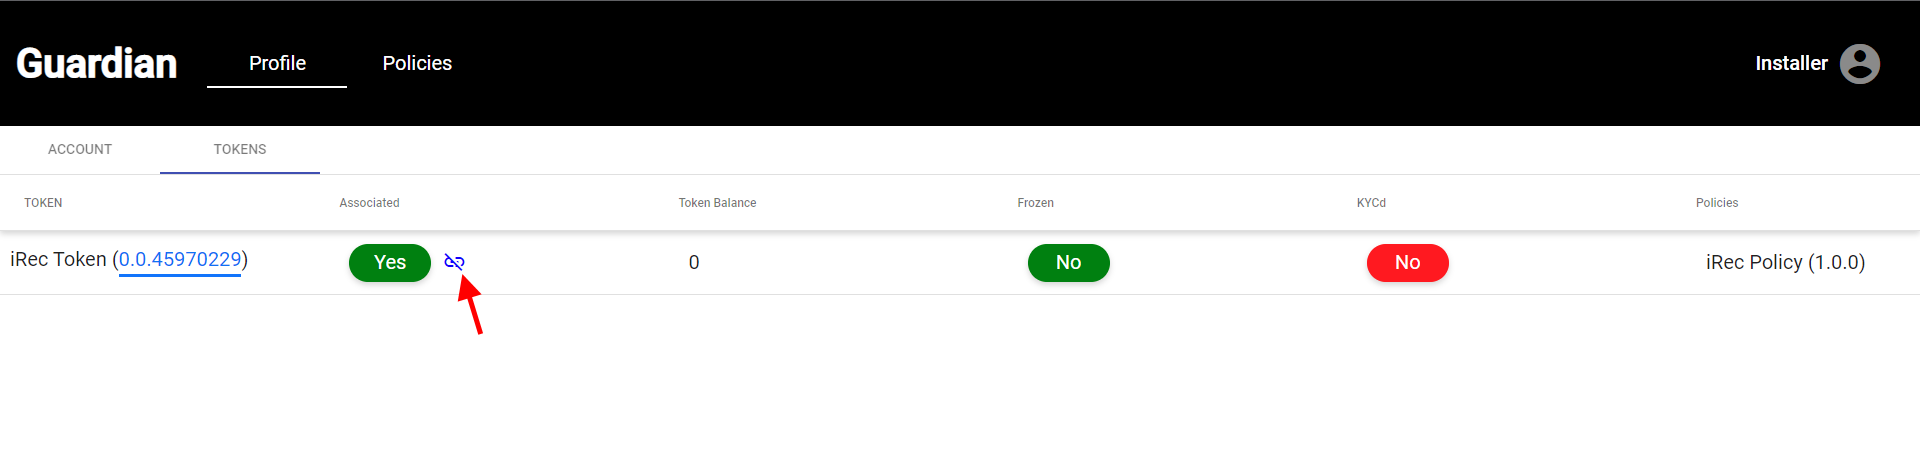 Guardian Profile Policies Installer
ACCOUNT TOKENS
TOKEN Associated Token Balance Frozen KYCd Policies
iRec Token (0.0.45970229) Yes 0 No No iRec Policy (1.0.0)